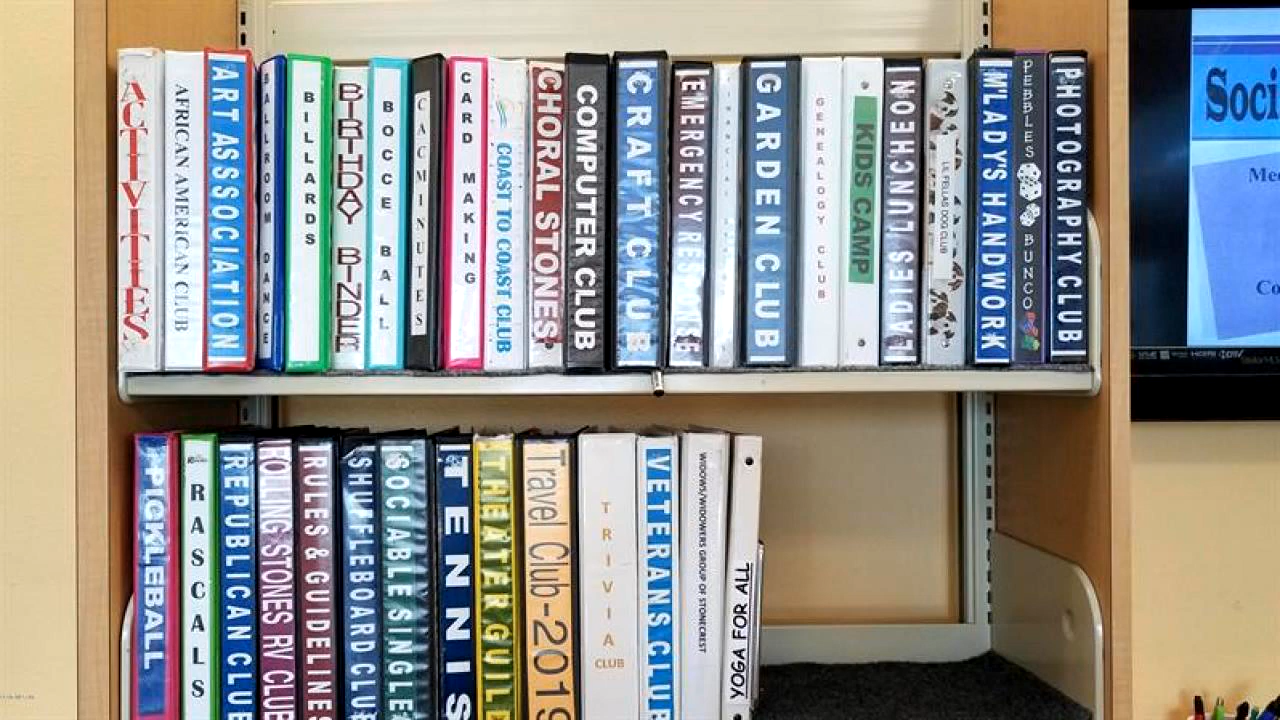 ACTIVITIES
AFRICAN AMERICAN CLUB
ART ASSOCIATION
BALLROOM DANCE
BILLARDS
BIRTHDAY BINDER
BOCCE BALL
CAC MINUTES
CARD MAKING
COAST TO COAST CLUB
CHORAL STONES
COMPUTER CLUB
CRAFT CLUB
EMERGENCY RESPONSE
GARDEN CLUB
GENEALOGY CLUB
KIDS CAMP
LADIES LUNCHEON
LIL FELLAS DOG CLUB
M'LADYS HANDWORK
PEBBLES BUNCO
PHOTOGRAPHY CLUB
Soci
Me
Co
PICKLEBALL
RASCALS
REPUBLICAN CLUB
ROLLING STONES RV CLUB
RULES & GUIDELINES
SHUFFLEBOARD CLU
SOCIABLE SINGLE
TENNIS
THEATER GUILD
Travel Club-2019
TRIVIA CLUB
VETERANS CLUB
WIDOWS/WIDOWERS GROUP OF STONECREST
YOGA FOR ALL